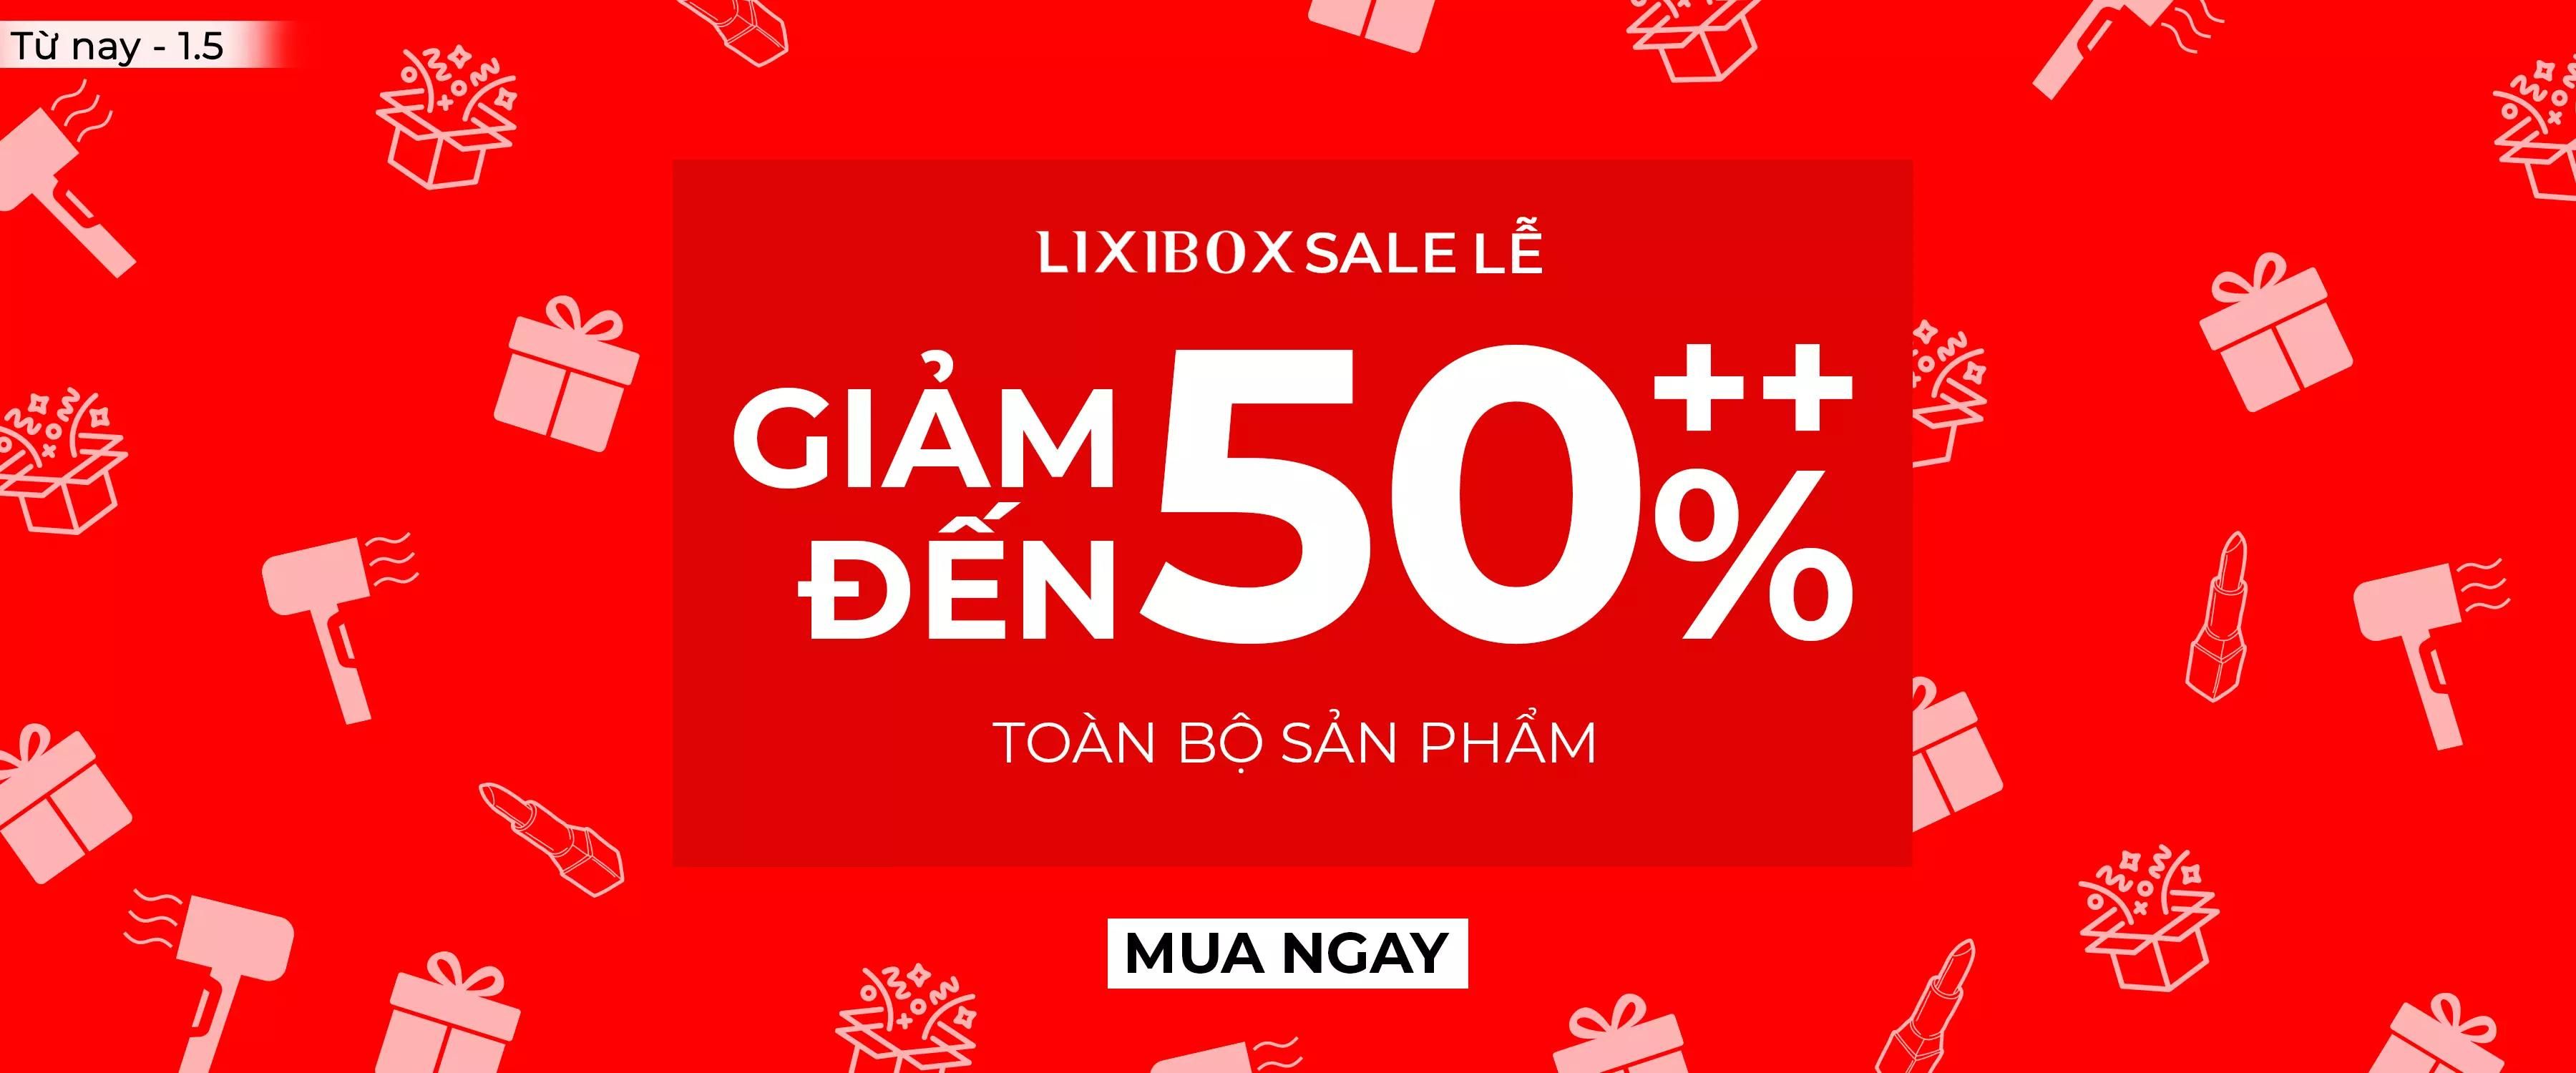 Từ nay - 1.5
LIXIBOX SALE LỄ
GIẢM
ĐẾN 50++%
TOÀN BỘ SẢN PHẨM
MUA NGAY